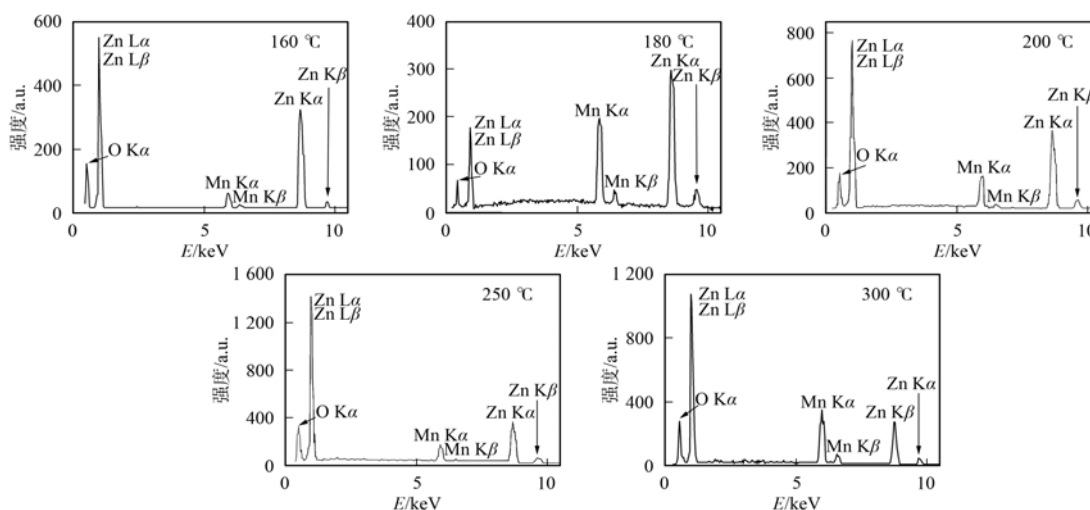 160 ℃
600
400
200
0
强度/a.u.
Zn Lα
Zn Lβ
O Kα
Mn Kα
Mn Kβ
Zn Kα
Zn Kβ
0
5
10
E/keV
180 ℃
400
300
200
100
0
强度/a.u.
Zn Lα
Zn Lβ
O Kα
Mn Kα
Mn Kβ
Zn Kα
Zn Kβ
0
5
10
E/keV
200 ℃
800
600
400
200
0
强度/a.u.
Zn Lα
Zn Lβ
O Kα
Mn Kα
Mn Kβ
Zn Kα
Zn Kβ
0
5
10
E/keV
250 ℃
1 600
1 200
800
400
0
强度/a.u.
Zn Lα
Zn Lβ
O Kα
Mn Kα
Mn Kβ
Zn Kα
Zn Kβ
0
5
10
E/keV
300 ℃
1 200
800
400
0
强度/a.u.
Zn Lα
Zn Lβ
O Kα
Mn Kα
Mn Kβ
Zn Kβ
Zn Kα
0
5
10
E/keV